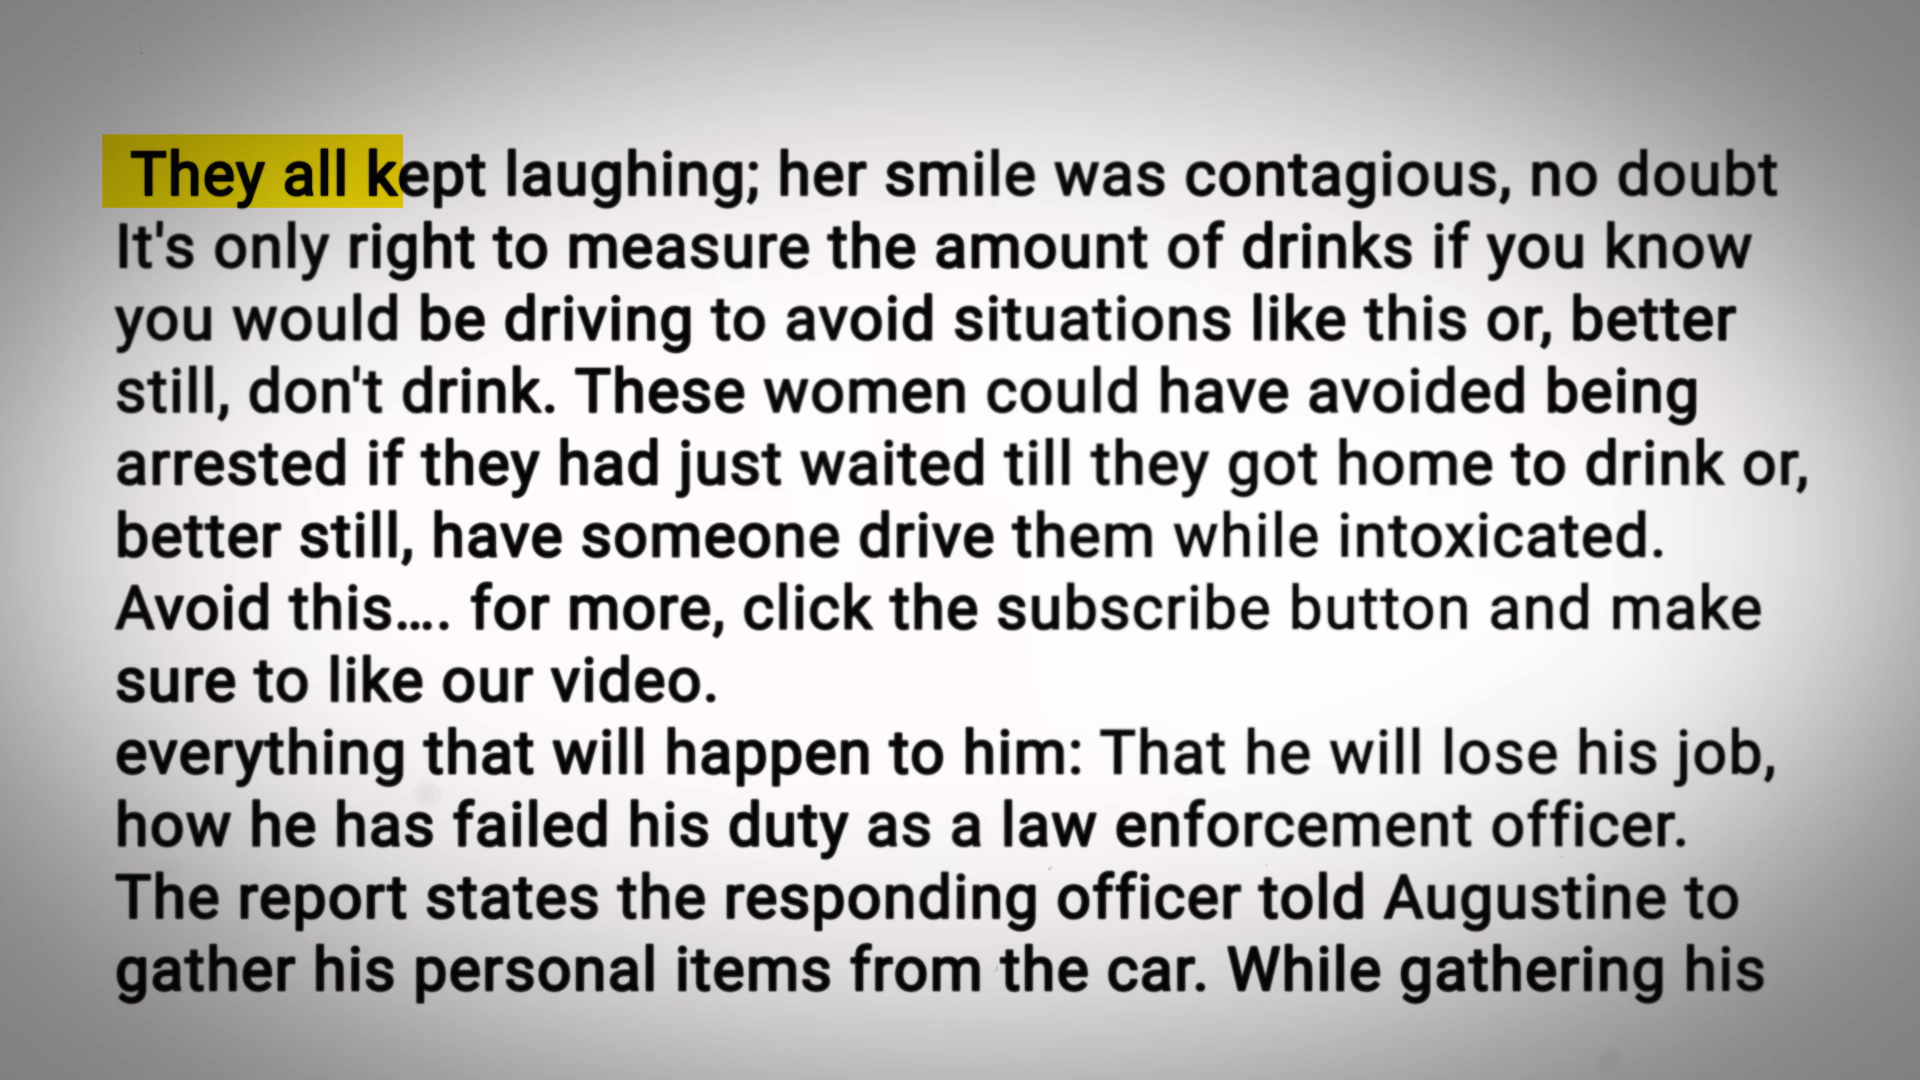 They all kept laughing; her smile was contagious, no doubt
It's only right to measure the amount of drinks if you know
you would be driving to avoid situations like this or, better
still, don't drink. These women could have avoided being
arrested if they had just waited till they got home to drink or,
better still, have someone drive them while intoxicated.
Avoid this.... for more, click the subscribe button and make
sure to like our video.
everything that will happen to him: That he will lose his job,
how he has failed his duty as a law enforcement officer.
The report states the responding officer told Augustine to
gather his personal items from the car. While gathering his